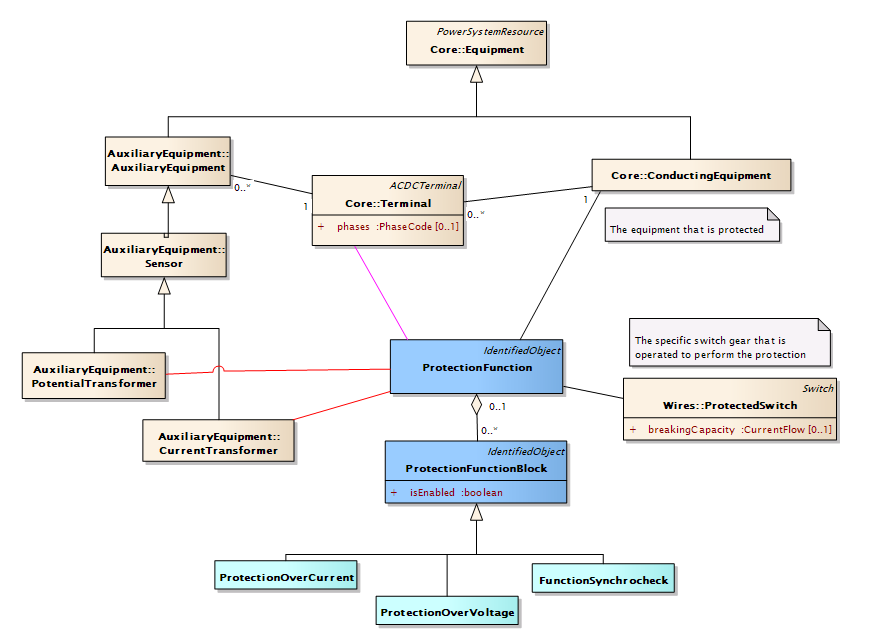 PowerSystemResource
Core::Equipment
AuxiliaryEquipment::
AuxiliaryEquipment
0..*
1
ACDCTerminal
Core::Terminal
+ phases :PhaseCode [0..1]
0..*
1
Core::ConductingEquipment
The equipment that is protected
AuxiliaryEquipment::
Sensor
The specific switch gear that is
operated to perform the protection
IdentifiedObject
ProtectionFunction
AuxiliaryEquipment::
PotentialTransformer
Switch
Wires::ProtectedSwitch
+ breakingCapacity :CurrentFlow [0..1]
0..1
0..*
AuxiliaryEquipment::
CurrentTransformer
IdentifiedObject
ProtectionFunctionBlock
+ isEnabled :boolean
ProtectionOverCurrent
FunctionSynchrocheck
ProtectionOverVoltage